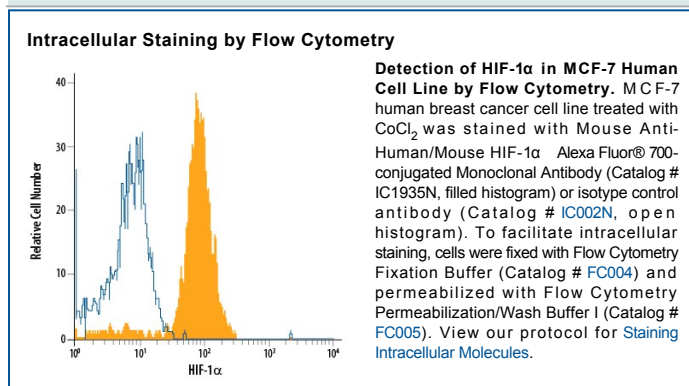 Intracellular Staining by Flow Cytometry
40
30
20
10
0
Relative Cell Number
10⁰ 10¹ 10² 10³ 10⁴
HIF-1α
Detection of HIF-1α in MCF-7 Human
Cell Line by Flow Cytometry. MCF-7
human breast cancer cell line treated with
CoCl₂ was stained with Mouse Anti-
Human/Mouse HIF-1α Alexa Fluor® 700-
conjugated Monoclonal Antibody (Catalog #
IC1935N, filled histogram) or isotype control
antibody (Catalog # IC002N, open
histogram). To facilitate intracellular
staining, cells were fixed with Flow Cytometry
Fixation Buffer (Catalog # FC004) and
permeabilized with Flow Cytometry
Permeabilization/Wash Buffer I (Catalog #
FC005). View our protocol for Staining
Intracellular Molecules.